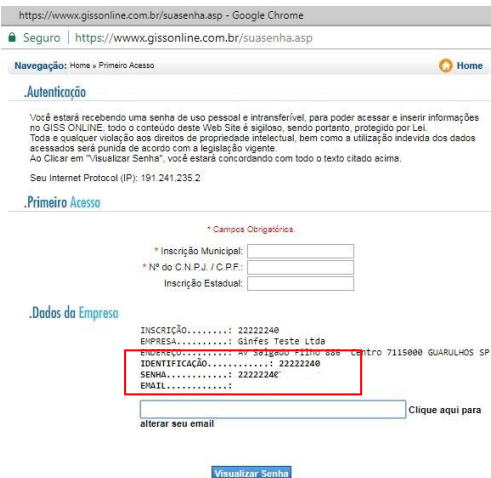 https://wwwx.gissonline.com.br/suasenha.asp - Google Chrome
Seguro | https://wwwx.gissonline.com.br/suasenha.asp
Navegação: Home » Primeiro Acesso
Home
.Autenticação
Você estará recebendo uma senha de uso pessoal e intransferível, para poder acessar e inserir informações
no GISS ONLINE, todo o conteúdo deste Web Site é sigiloso, sendo portanto, protegido por Lei.
Toda e qualquer violação aos direitos de propriedade intelectual, bem como a utilização indevida dos dados
acessados será punida de acordo com a legislação vigente.
Ao Clicar em "Visualizar Senha", você estará concordando com todo o texto citado acima.
Seu Internet Protocol (IP): 191.241.235.2
.Primeiro Acesso
* Campos Obrigatórios.
* Inscrição Municipal:
* Nº do C.N.P.J. / C.P.F.:
Inscrição Estadual:
.Dados da Empresa
INSCRIÇÃO........: 22222240
EMPRESA..........: Ginfes Teste Ltda
ENDEREÇO.........: AV Salgado Filho 886 Centro 7115000 GUARULHOS SP
IDENTIFICAÇÃO............: 22222240
SENHA............: 22222240
EMAIL............:
Clique aqui para
alterar seu email
Visualizar Senha